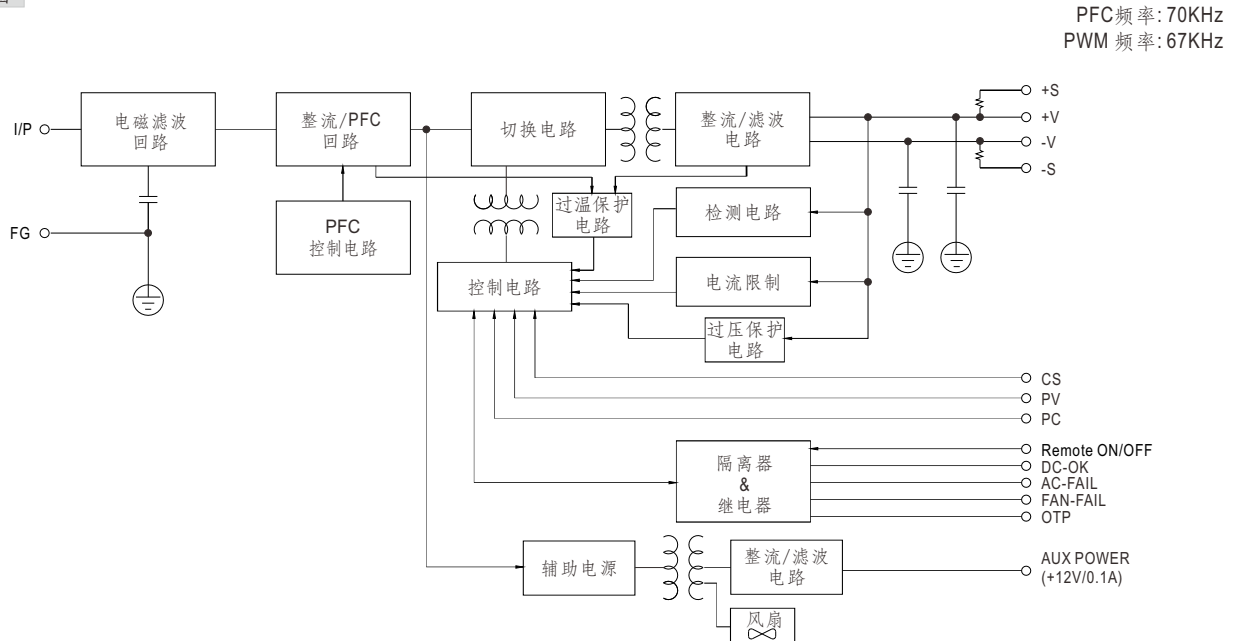 PFC频率: 70KHz
PWM 频率: 67KHz
I/P
电磁滤波
回路
整流/PFC
回路
切换电路
整流/滤波
电路
+S
+V
-V
-S
FG
PFC
控制电路
过温保护
电路
检测电路
控制电路
电流限制
过压保护
电路
CS
PV
PC
隔离器
&
继电器
Remote ON/OFF
DC-OK
AC-FAIL
FAN-FAIL
OTP
辅助电源
整流/滤波
电路
AUX POWER
(+12V/0.1A)
风扇